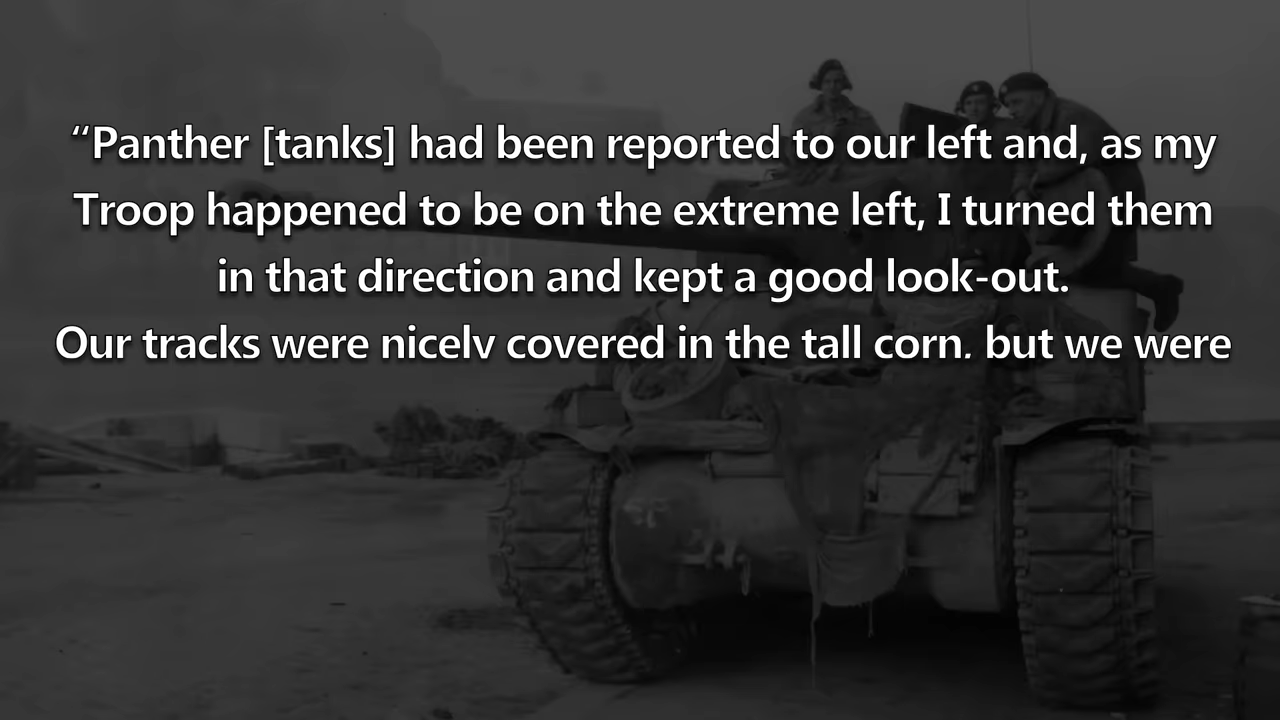 “Panther [tanks] had been reported to our left and, as my
Troop happened to be on the extreme left, I turned them
in that direction and kept a good look-out.
Our tracks were nicely covered in the tall corn, but we were